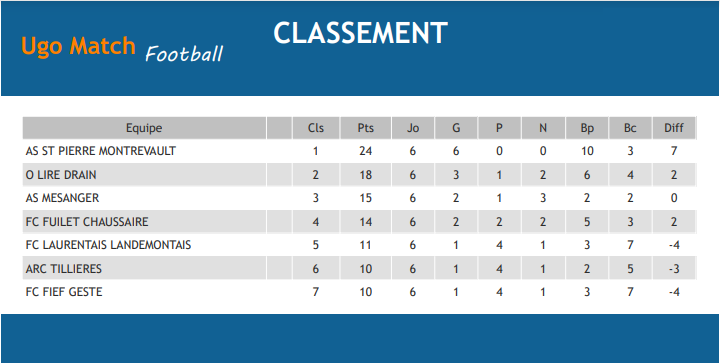 CLASSEMENT
Ugo Match Football
Equipe Cls Pts Jo G P N Bp Bc Diff
AS ST PIERRE MONTREVAULT 1 24 6 6 0 0 10 3 7
O LIRE DRAIN 2 18 6 3 1 2 6 4 2
AS MESANGER 3 15 6 2 1 3 2 2 0
FC FUILET CHAUSSAIRE 4 14 6 2 2 2 5 3 2
FC LAURENTAIS LANDEMONTAIS 5 11 6 1 4 1 3 7 -4
ARC TILLIERES 6 10 6 1 4 1 2 5 -3
FC FIEF GESTE 7 10 6 1 4 1 3 7 -4